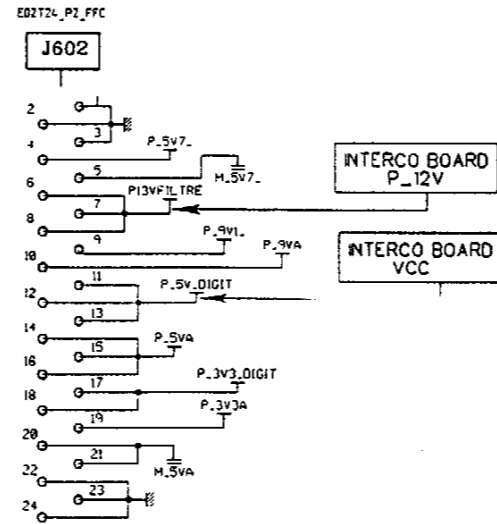 E02T24_P2_FFC
J602
1
2
3
4
P_5V7_
5
M_5V7_
6
P13VFILTRE
7
8
INTERCO BOARD
P_12V
9
P_9V1_
10
P_9VA
INTERCO BOARD
VCC
11
12
P_5V_DIGIT
13
14
15
P_5VA
16
17
P_3V3_DIGIT
18
19
P_3V3A
20
21
M_5VA
22
23
24